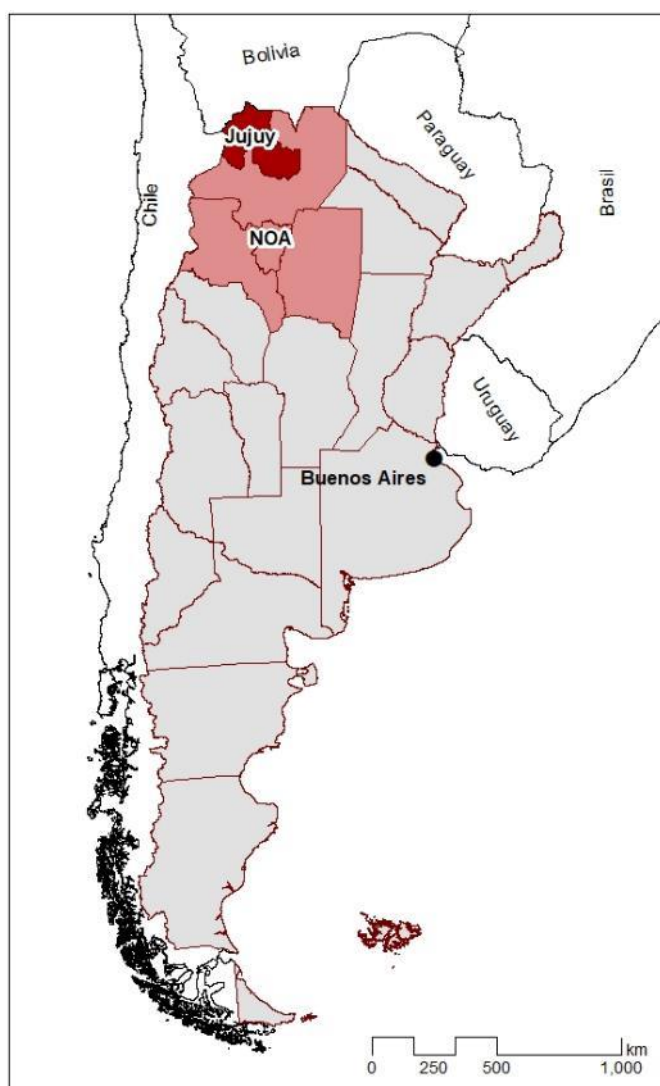 Bolivia
Paraguay
Jujuy
Chile
Brasil
NOA
Uruguay
Buenos Aires
km
0 250 500 1,000